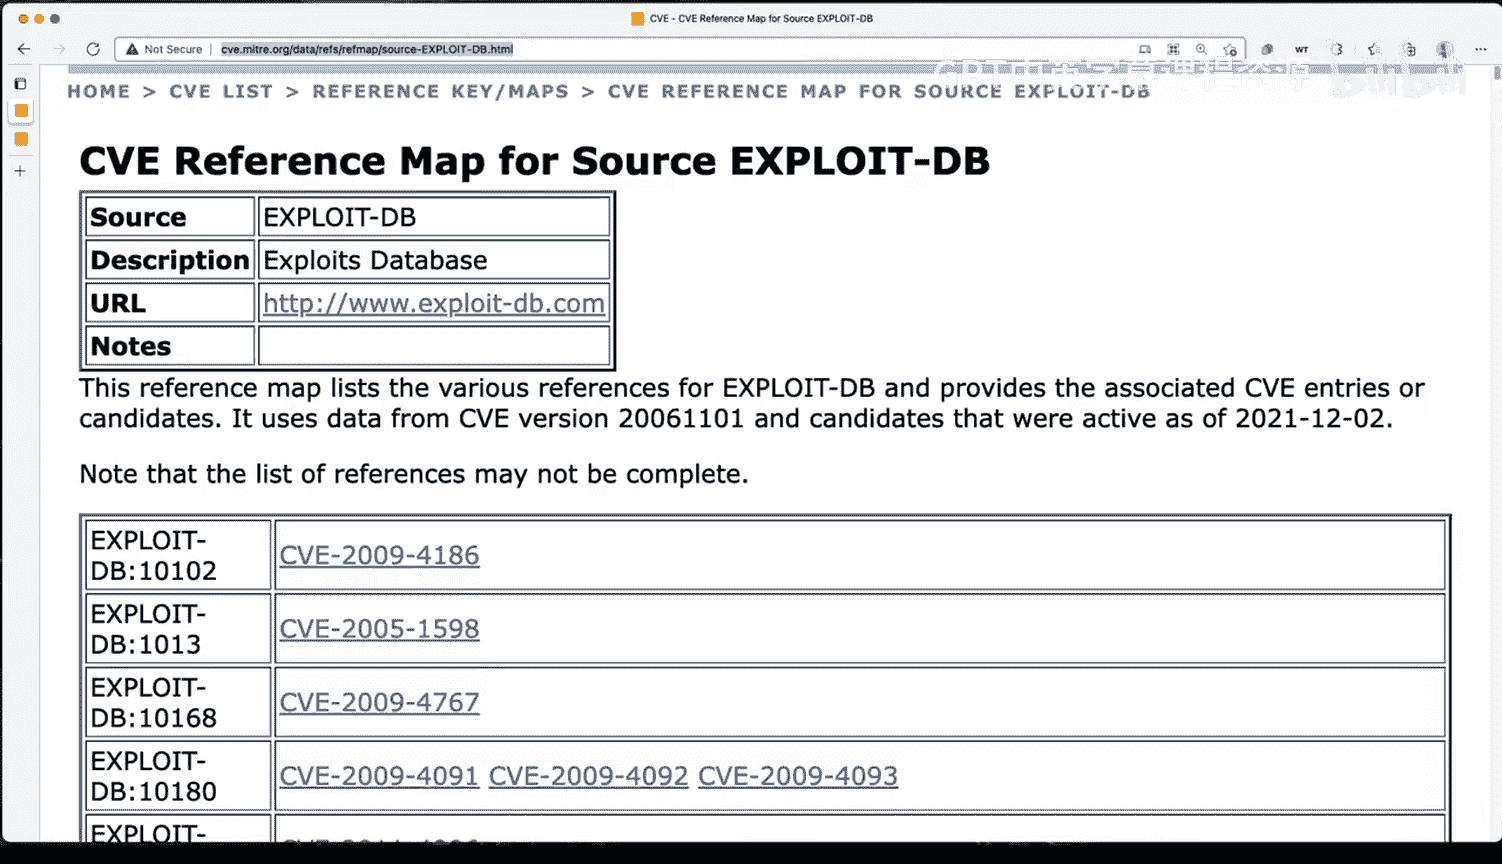 CVE - CVE Reference Map for Source EXPLOIT-DB
Not Secure | cve.mitre.org/data/refs/refmap/source-EXPLOIT-DB.html
WT
HOME > CVE LIST > REFERENCE KEY/MAPS > CVE REFERENCE MAP FOR SOURCE EXPLOIT-DB
bilibili
CVE Reference Map for Source EXPLOIT-DB
Source EXPLOIT-DB
Description Exploits Database
URL http://www.exploit-db.com
Notes
This reference map lists the various references for EXPLOIT-DB and provides the associated CVE entries or
candidates. It uses data from CVE version 20061101 and candidates that were active as of 2021-12-02.
Note that the list of references may not be complete.
EXPLOIT-
DB:10102
CVE-2009-4186
EXPLOIT-
DB:1013
CVE-2005-1598
EXPLOIT-
DB:10168
CVE-2009-4767
EXPLOIT-
DB:10180
CVE-2009-4091 CVE-2009-4092 CVE-2009-4093
EXPLOIT-